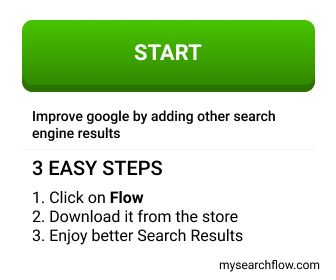 START
Improve google by adding other search
engine results
3 EASY STEPS
1. Click on Flow
2. Download it from the store
3. Enjoy better Search Results
mysearchflow.com